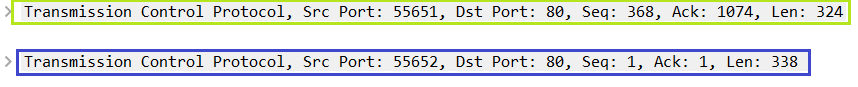 Transmission Control Protocol, Src Port: 55651, Dst Port: 80, Seq: 368, Ack: 1074, Len: 324
Transmission Control Protocol, Src Port: 55652, Dst Port: 80, Seq: 1, Ack: 1, Len: 338